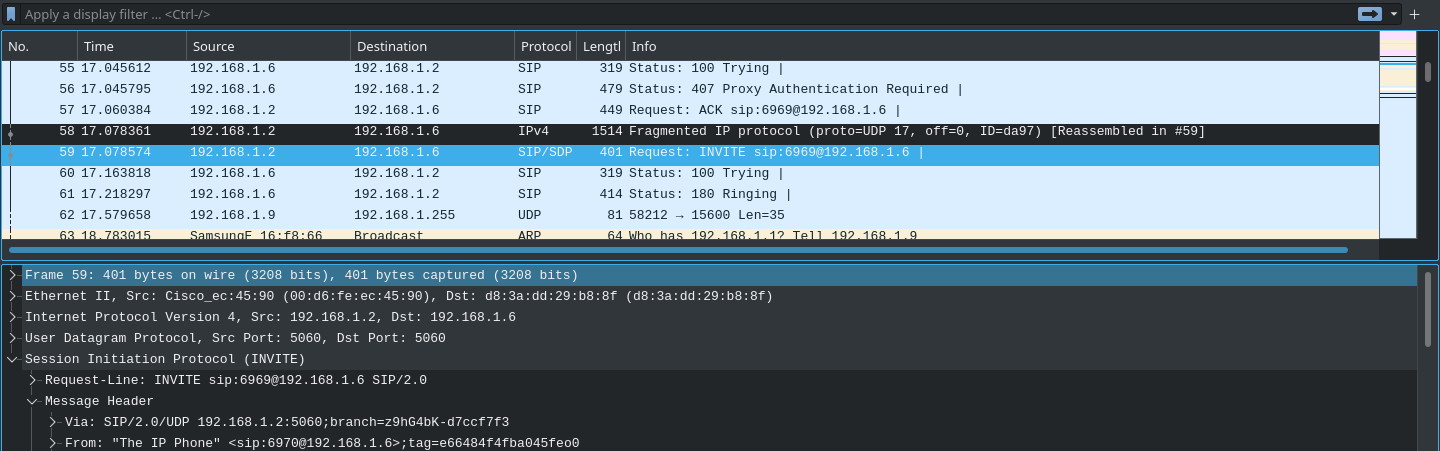 Apply a display filter ... <Ctrl-/>
No. Time Source Destination Protocol Lengtl Info
55 17.045612 192.168.1.6 192.168.1.2 SIP 319 Status: 100 Trying |
56 17.045795 192.168.1.6 192.168.1.2 SIP 479 Status: 407 Proxy Authentication Required |
57 17.060384 192.168.1.2 192.168.1.6 SIP 449 Request: ACK sip:6969@192.168.1.6 |
58 17.078361 192.168.1.2 192.168.1.6 IPv4 1514 Fragmented IP protocol (proto=UDP 17, off=0, ID=da97) [Reassembled in #59]
59 17.078574 192.168.1.2 192.168.1.6 SIP/SDP 401 Request: INVITE sip:6969@192.168.1.6 |
60 17.163818 192.168.1.6 192.168.1.2 SIP 319 Status: 100 Trying |
61 17.218297 192.168.1.6 192.168.1.2 SIP 414 Status: 180 Ringing |
62 17.579658 192.168.1.9 192.168.1.255 UDP 81 58212 → 15600 Len=35
63 18.783015 SamsungE_16:f8:66 Broadcast ARP 64 Who has 192.168.1.1? Tell 192.168.1.9
Frame 59: 401 bytes on wire (3208 bits), 401 bytes captured (3208 bits)
Ethernet II, Src: Cisco_ec:45:90 (00:d6:fe:ec:45:90), Dst: d8:3a:dd:29:b8:8f (d8:3a:dd:29:b8:8f)
Internet Protocol Version 4, Src: 192.168.1.2, Dst: 192.168.1.6
User Datagram Protocol, Src Port: 5060, Dst Port: 5060
Session Initiation Protocol (INVITE)
Request-Line: INVITE sip:6969@192.168.1.6 SIP/2.0
Message Header
Via: SIP/2.0/UDP 192.168.1.2:5060;branch=z9hG4bK-d7ccf7f3
From: "The IP Phone" <sip:6970@192.168.1.6>;tag=e66484f4fba045feo0